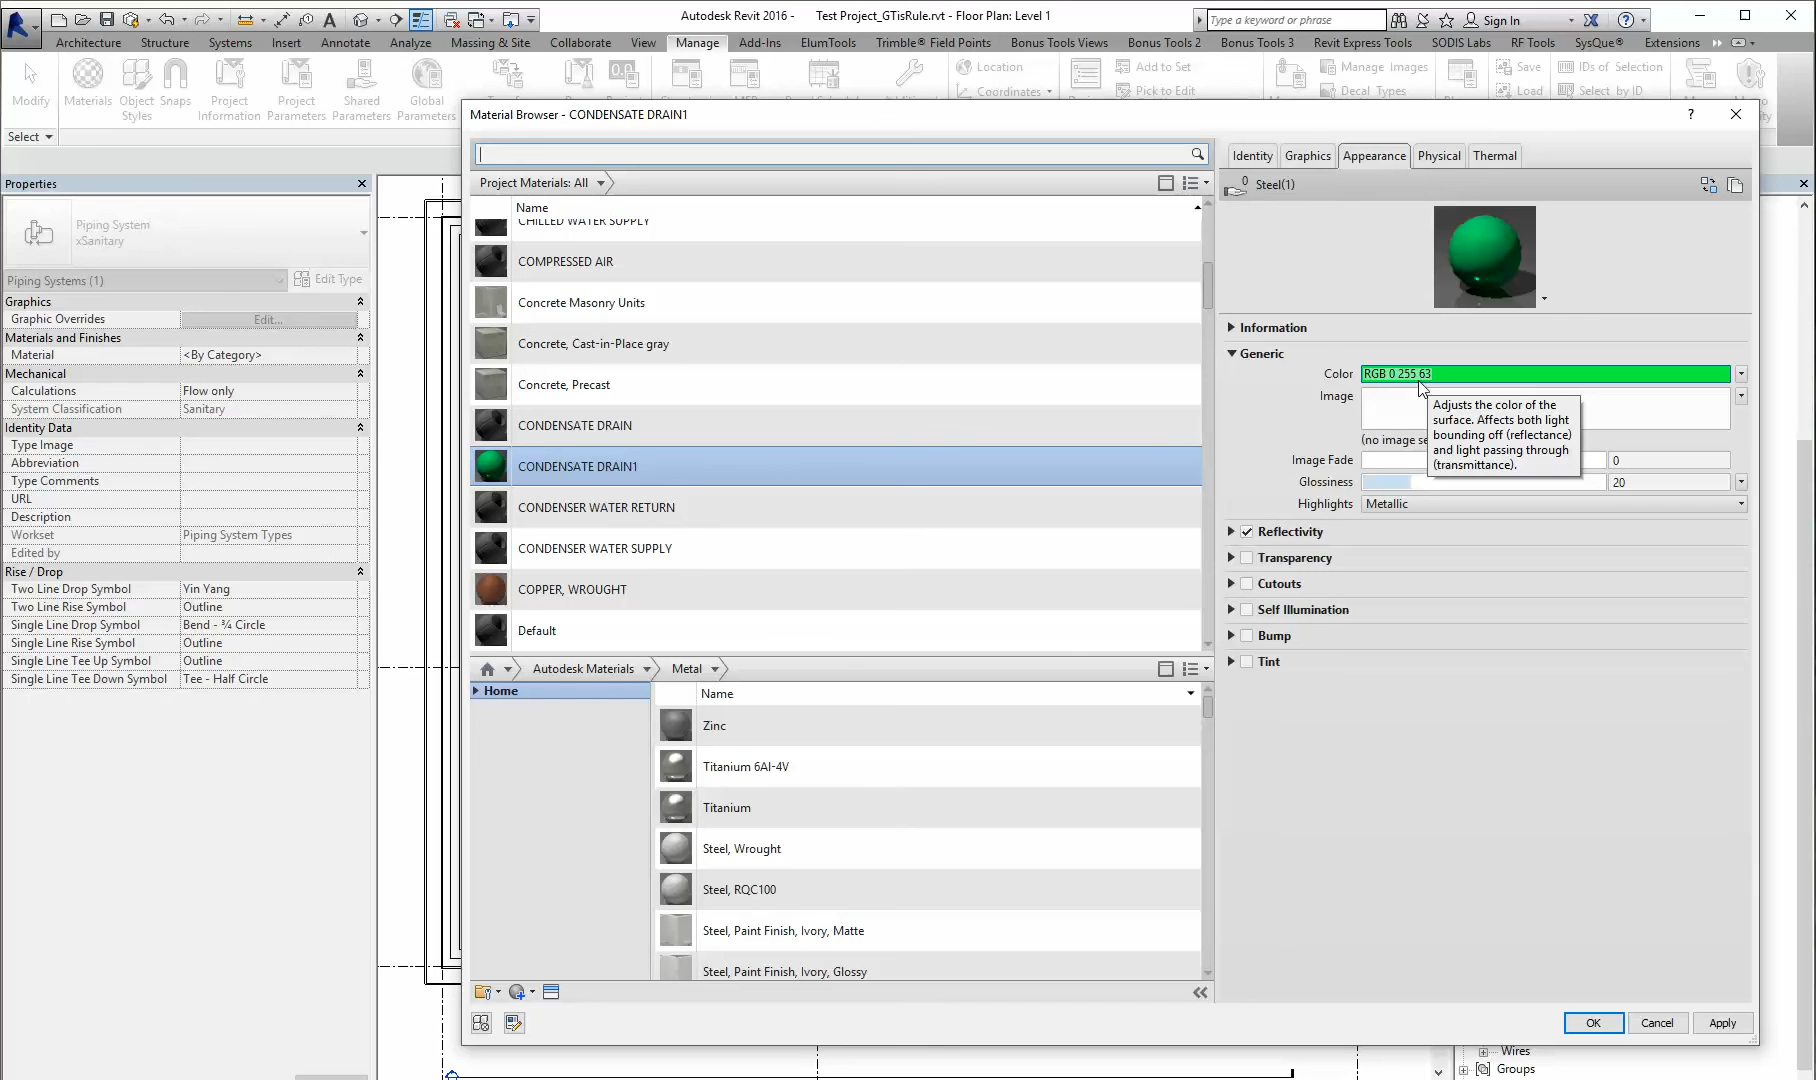 Autodesk Revit 2016 - Test Project_GTisRule.rvt - Floor Plan: Level 1
Type a keyword or phrase
Sign In
Architecture Structure Systems Insert Annotate Analyze Massing & Site Collaborate View Manage Add-Ins ElumTools Trimble® Field Points Bonus Tools Views Bonus Tools 2 Bonus Tools 3 Revit Express Tools SODIS Labs RF Tools SysQue® Extensions
Modify
Materials
Object Styles
Snaps
Project Information
Project Parameters
Shared Parameters
Global Parameters
Location
Coordinates
Add to Set
Pick to Edit
Manage Images
Decal Types
Save
Load
IDs of Selection
Select by ID
Select
Properties
Piping System
xSanitary
Piping Systems (1)
Edit Type
Graphics
Graphic Overrides Edit...
Materials and Finishes
Material <By Category>
Mechanical
Calculations Flow only
System Classification Sanitary
Identity Data
Type Image
Abbreviation
Type Comments
URL
Description
Workset Piping System Types
Edited by
Rise / Drop
Two Line Drop Symbol Yin Yang
Two Line Rise Symbol Outline
Single Line Drop Symbol Bend - ¾ Circle
Single Line Rise Symbol Outline
Single Line Tee Up Symbol Outline
Single Line Tee Down Symbol Tee - Half Circle
Material Browser - CONDENSATE DRAIN1
?
Project Materials: All
Name
CHILLED WATER SUPPLY
COMPRESSED AIR
Concrete Masonry Units
Concrete, Cast-in-Place gray
Concrete, Precast
CONDENSATE DRAIN
CONDENSATE DRAIN1
CONDENSER WATER RETURN
CONDENSER WATER SUPPLY
COPPER, WROUGHT
Default
Autodesk Materials Metal
Home
Name
Zinc
Titanium 6Al-4V
Titanium
Steel, Wrought
Steel, RQC100
Steel, Paint Finish, Ivory, Matte
Steel, Paint Finish, Ivory, Glossy
Identity Graphics Appearance Physical Thermal
0
Steel(1)
Information
Generic
Color RGB 0 255 63
Image
(no image se
Adjusts the color of the
surface. Affects both light
bounding off (reflectance)
and light passing through
(transmittance).
Image Fade 0
Glossiness 20
Highlights Metallic
Reflectivity
Transparency
Cutouts
Self Illumination
Bump
Tint
OK Cancel Apply
Wires
Groups